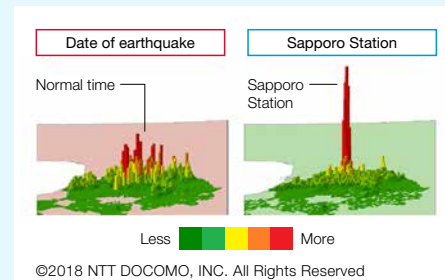 Date of earthquake
Sapporo Station
Normal time
Sapporo
Station
Less
More
©2018 NTT DOCOMO, INC. All Rights Reserved